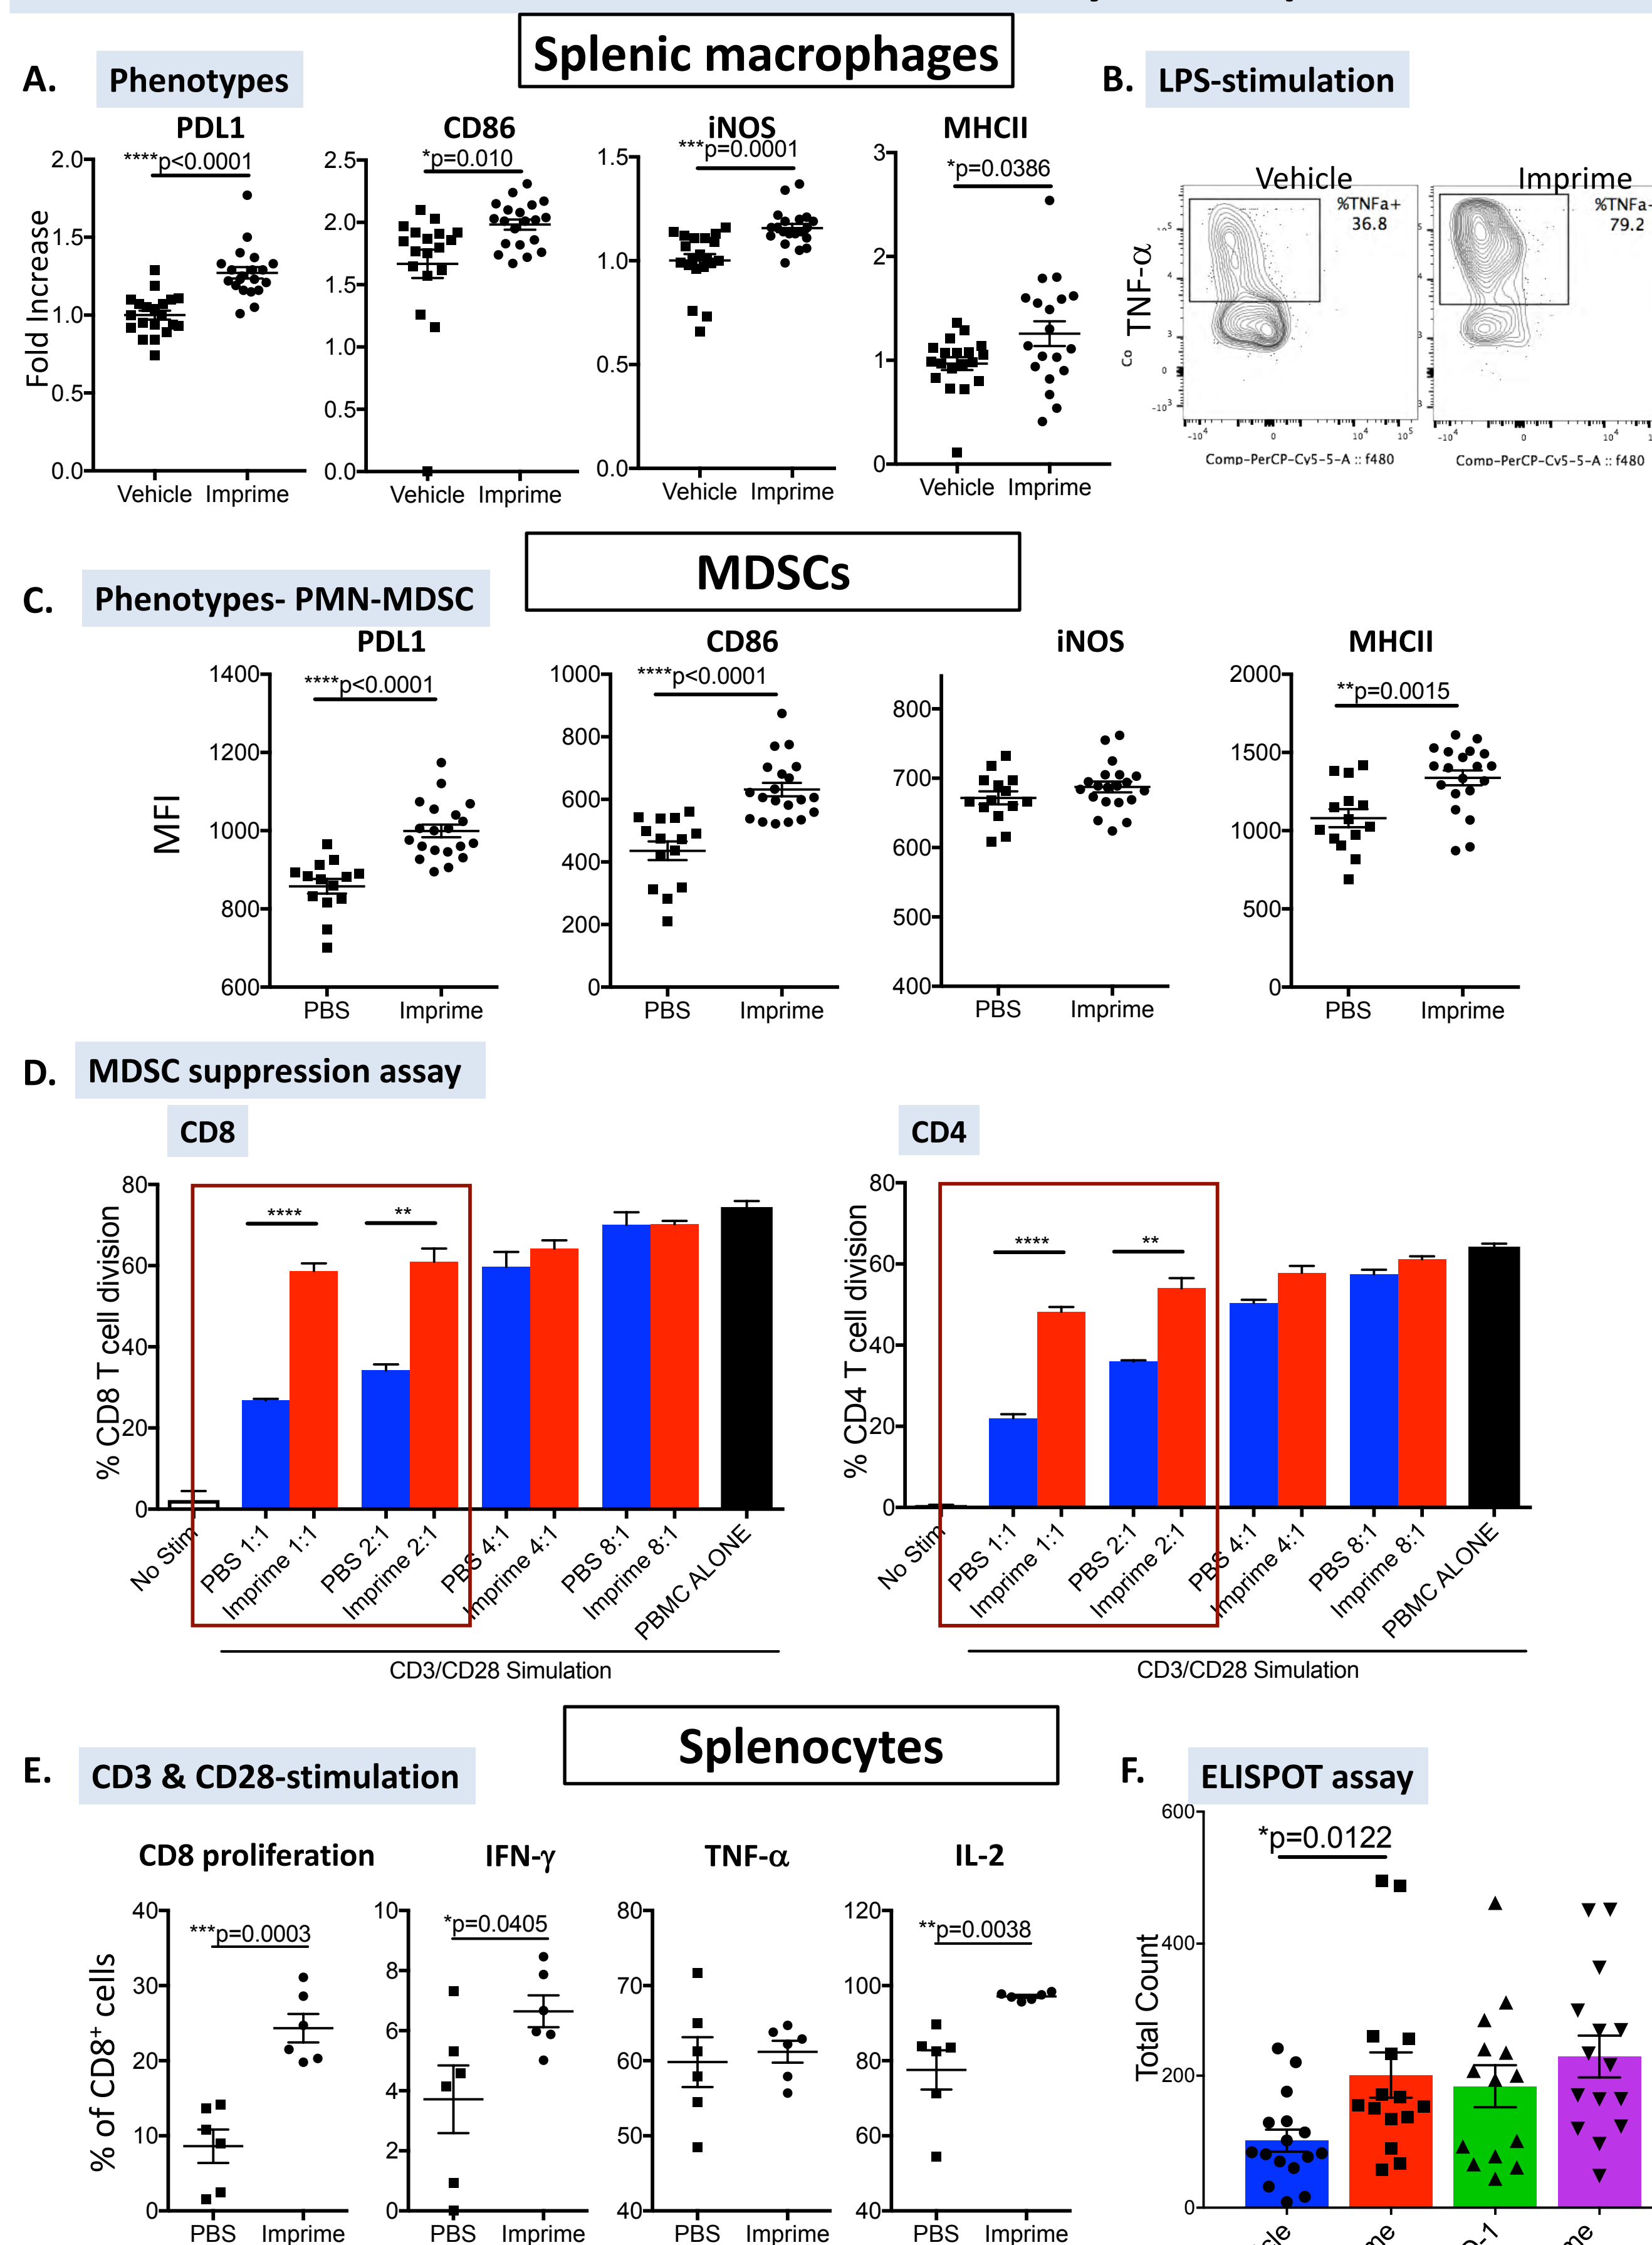 Splenic macrophages
A. Phenotypes
B. LPS-stimulation
PDL1 CD86 iNOS MHCII
****p<0.0001 *p=0.010 ***p=0.0001 *p=0.0386
Fold Increase
2.0 1.5 1.0 0.5 0.0
2.5 2.0 1.5 1.0 0.5 0.0
1.5 1.0 0.5 0.0
3 2 1 0
Vehicle Imprime Vehicle Imprime Vehicle Imprime Vehicle Imprime
Vehicle Imprime
%TNFa+ 36.8
79.2
Co TNF-α
-10⁴ 0 10⁴ 10⁵
Comp-PerCP-Cy5-5-A :: f480 Comp-PerCP-Cy5-5-A :: f480
MDSCs
C. Phenotypes- PMN-MDSC
PDL1 CD86 iNOS MHCII
****p<0.0001 ****p<0.0001 **p=0.0015
MFI
1400 1200 1000 800 600
1000 800 600 400 200 0
800 700 600 500 400
2000 1500 1000 500 0
PBS Imprime PBS Imprime PBS Imprime PBS Imprime
D. MDSC suppression assay
CD8
% CD8 T cell division
80 60 40 20 0
**** **
No Stim PBS 1:1 Imprime 1:1 PBS 2:1 Imprime 2:1 PBS 4:1 Imprime 4:1 PBS 8:1 Imprime 8:1 PBMC ALONE
CD3/CD28 Simulation
CD4
% CD4 T cell division
80 60 40 20 0
**** **
No Stim PBS 1:1 Imprime 1:1 PBS 2:1 Imprime 2:1 PBS 4:1 Imprime 4:1 PBS 8:1 Imprime 8:1 PBMC ALONE
CD3/CD28 Simulation
Splenocytes
E. CD3 & CD28-stimulation
CD8 proliferation IFN-γ TNF-α IL-2
***p=0.0003 *p=0.0405 **p=0.0038
% of CD8⁺ cells
40 30 20 10 0
10 8 6 4 2 0
80 70 60 50 40
120 100 80 60 40
PBS Imprime PBS Imprime PBS Imprime PBS Imprime
F. ELISPOT assay
*p=0.0122
Total Count
600 400 200 0